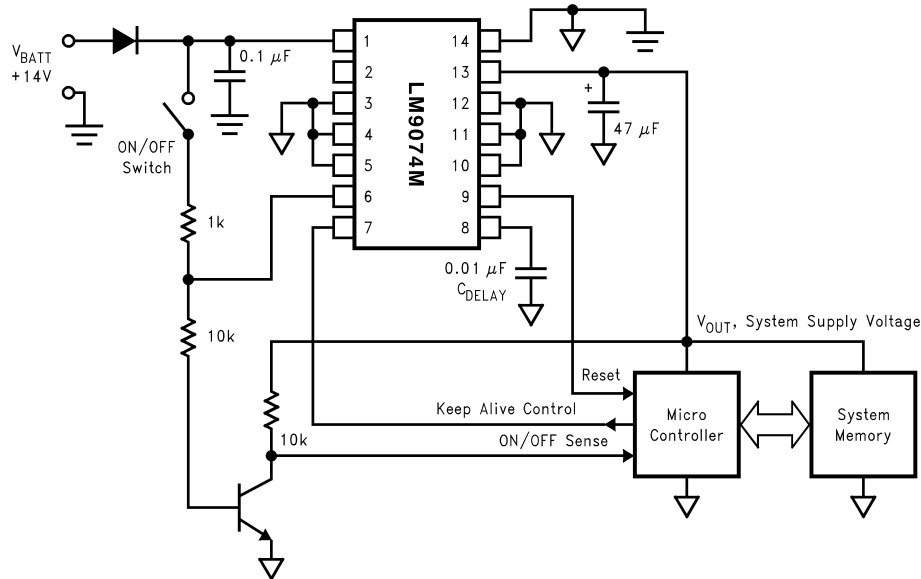 V_BATT
+14V
ON/OFF
Switch
0.1 μF
1k
10k
10k
LM9074M
1
2
3
4
5
6
7
14
13
12
11
10
9
8
+
47 μF
0.01 μF
C_DELAY
V_OUT, System Supply Voltage
Reset
Keep Alive Control
ON/OFF Sense
Micro
Controller
System
Memory